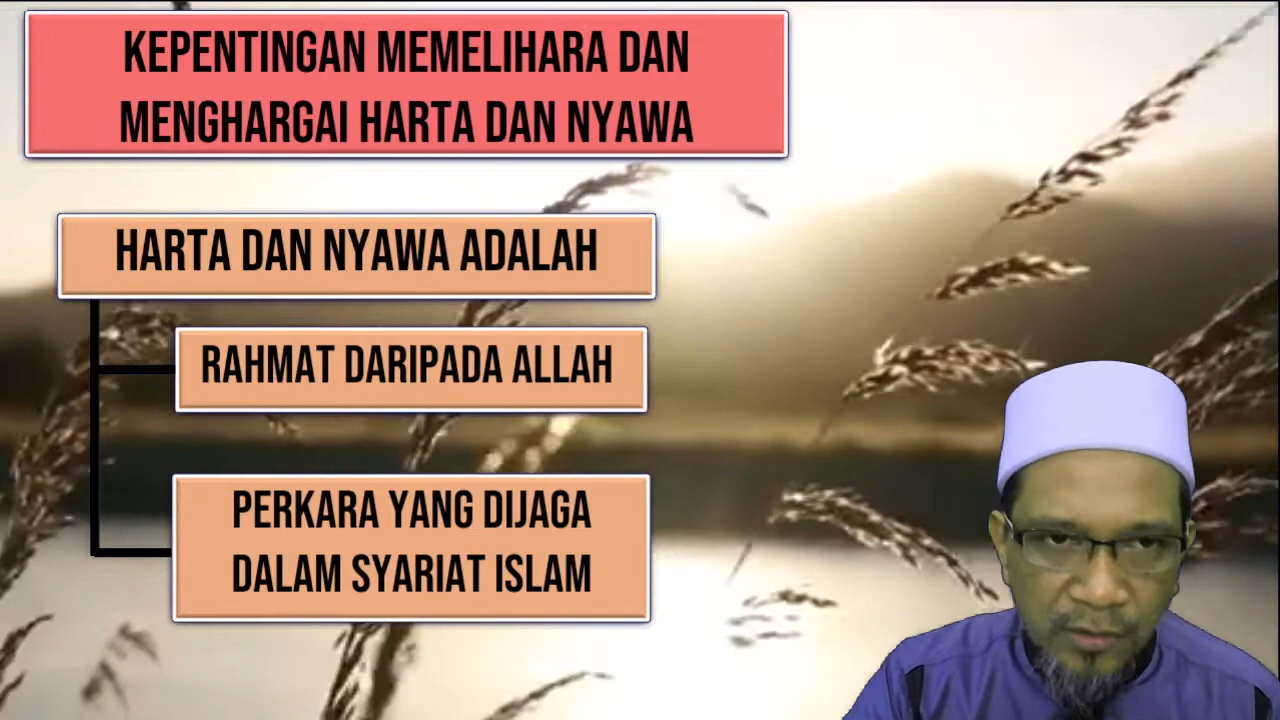 KEPENTINGAN MEMELIHARA DAN
MENGHARGAI HARTA DAN NYAWA
HARTA DAN NYAWA ADALAH
RAHMAT DARIPADA ALLAH
PERKARA YANG DIJAGA
DALAM SYARIAT ISLAM